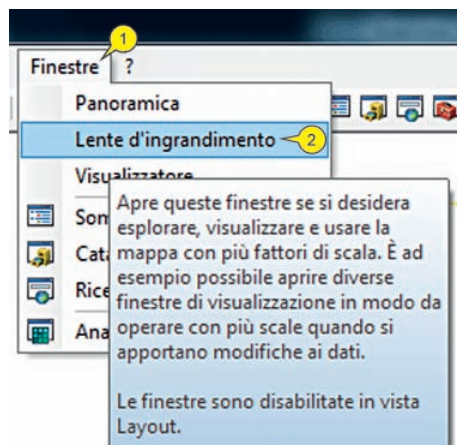 1
Finestre ?
Panoramica
Lente d'ingrandimento 2
Visualizzatore
Apre queste finestre se si desidera
esplorare, visualizzare e usare la
mappa con più fattori di scala. È ad
esempio possibile aprire diverse
finestre di visualizzazione in modo da
operare con più scale quando si
apportano modifiche ai dati.
Le finestre sono disabilitate in vista
Layout.